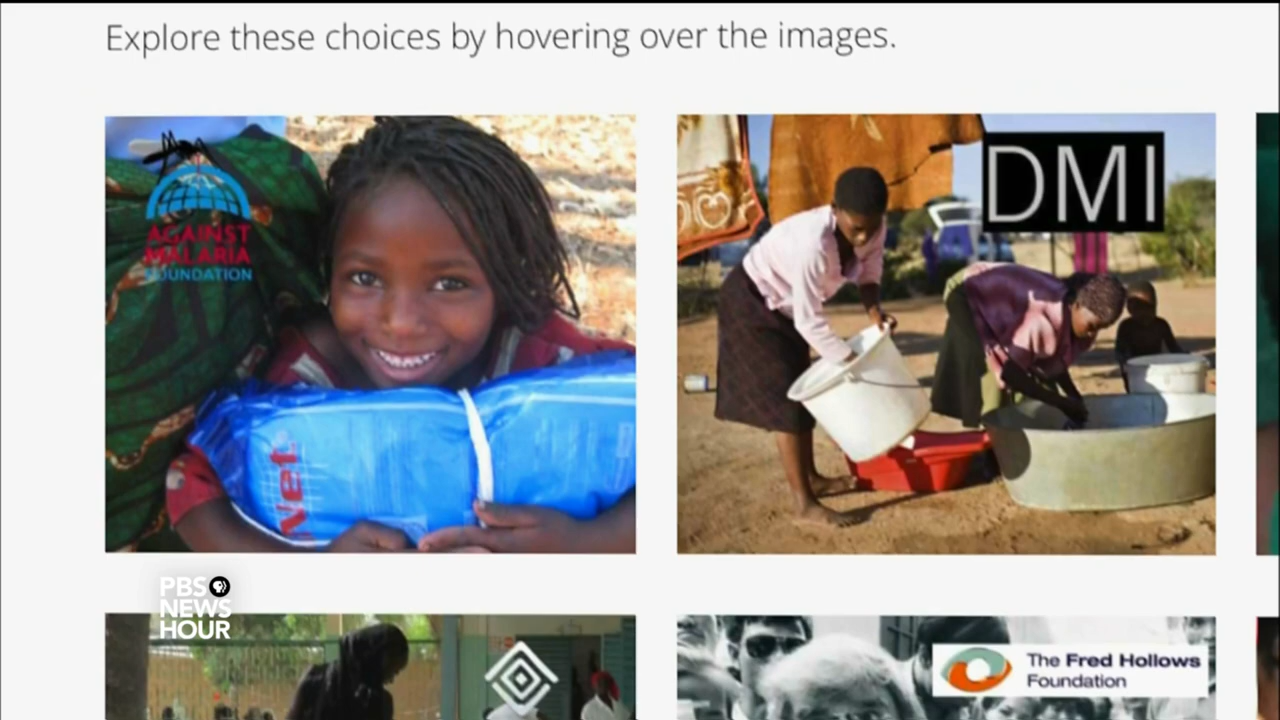 Explore these choices by hovering over the images.
AGAINST
MALARIA
FOUNDATION
DMI
Net
PBS
NEWS
HOUR
The Fred Hollows
Foundation